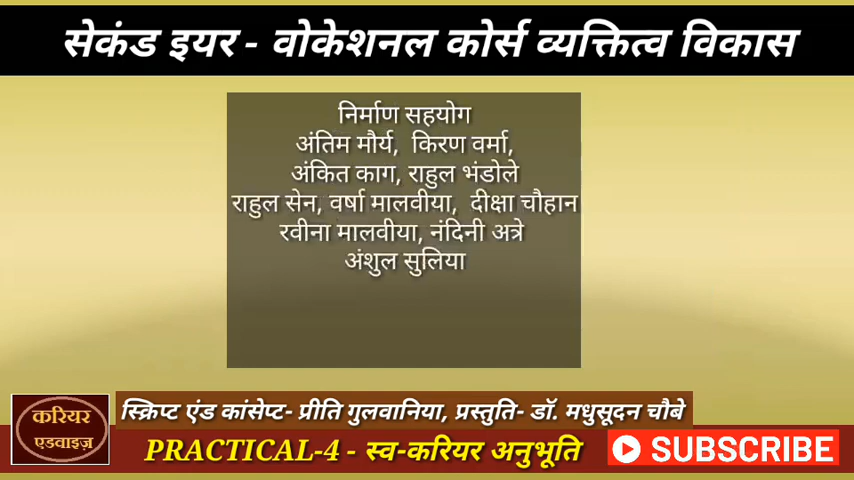 सेकंड इयर - वोकेशनल कोर्स व्यक्तित्व विकास
निर्माण सहयोग
अंतिम मौर्य, किरण वर्मा,
अंकित काग, राहुल भंडोले
राहुल सेन, वर्षा मालवीया, दीक्षा चौहान
रवीना मालवीया, नंदिनी अत्रे
अंशुल सुलिया
करियर
एडवाइज़
स्क्रिप्ट एंड कांसेप्ट- प्रीति गुलवानिया, प्रस्तुति- डॉ. मधुसूदन चौबे
PRACTICAL-4 - स्व-करियर अनुभूति
SUBSCRIBE